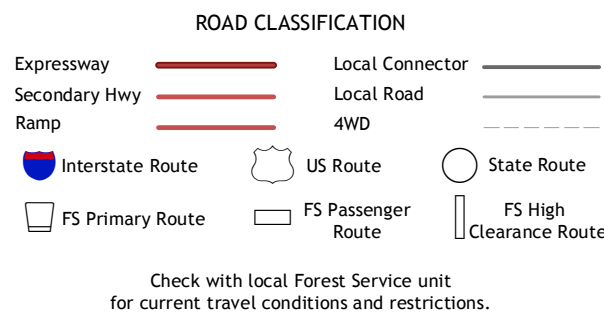 ROAD CLASSIFICATION
Expressway
Local Connector
Secondary Hwy
Local Road
Ramp
4WD
Interstate Route
US Route
State Route
FS Primary Route
FS Passenger
Route
FS High
Clearance Route
Check with local Forest Service unit
for current travel conditions and restrictions.